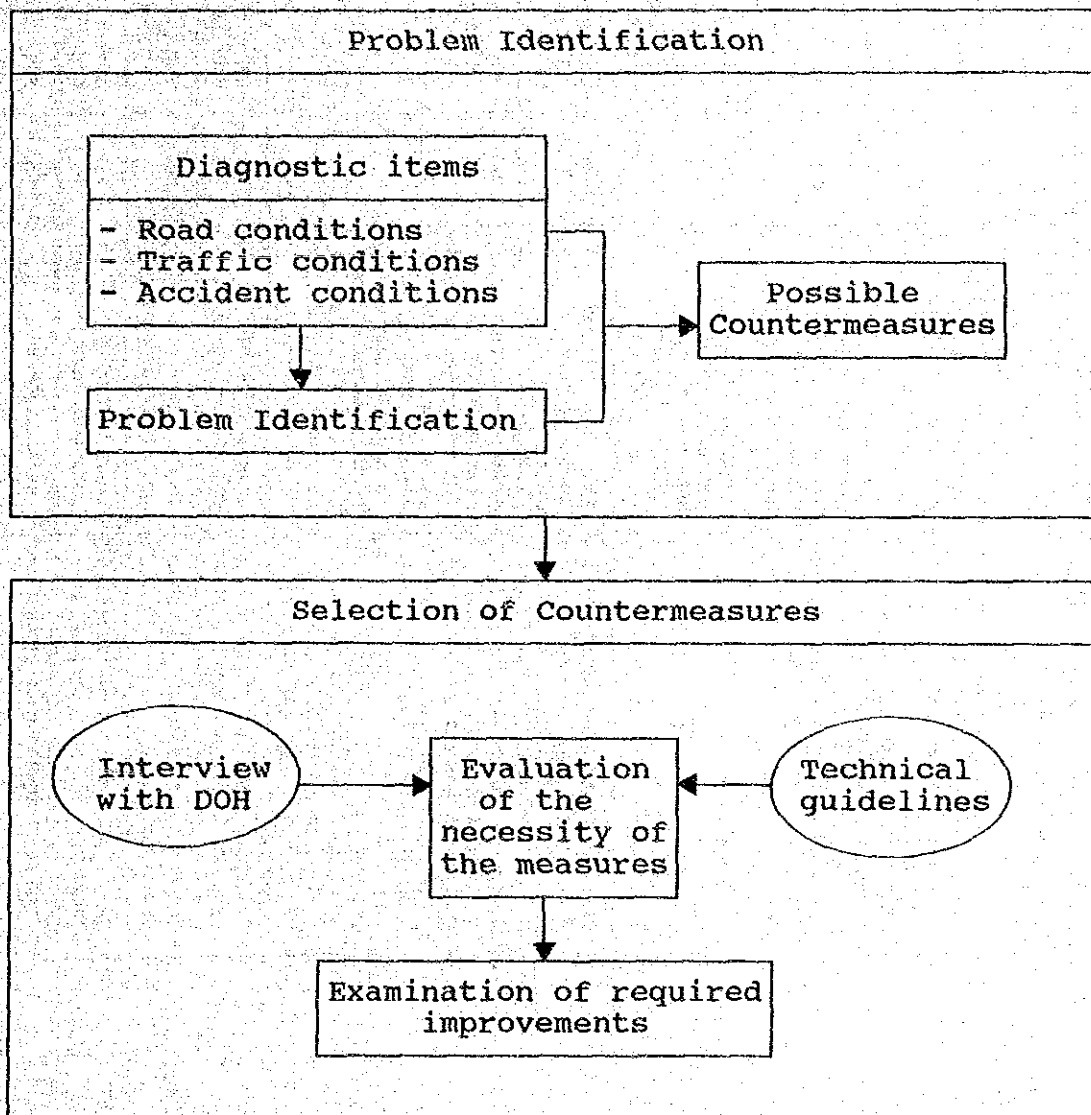 Problem Identification
Diagnostic items
- Road conditions
- Traffic conditions
- Accident conditions
Possible
Countermeasures
Problem Identification
Selection of Countermeasures
Interview
with DOH
Evaluation
of the
necessity of
the measures
Technical
guidelines
Examination of required
improvements